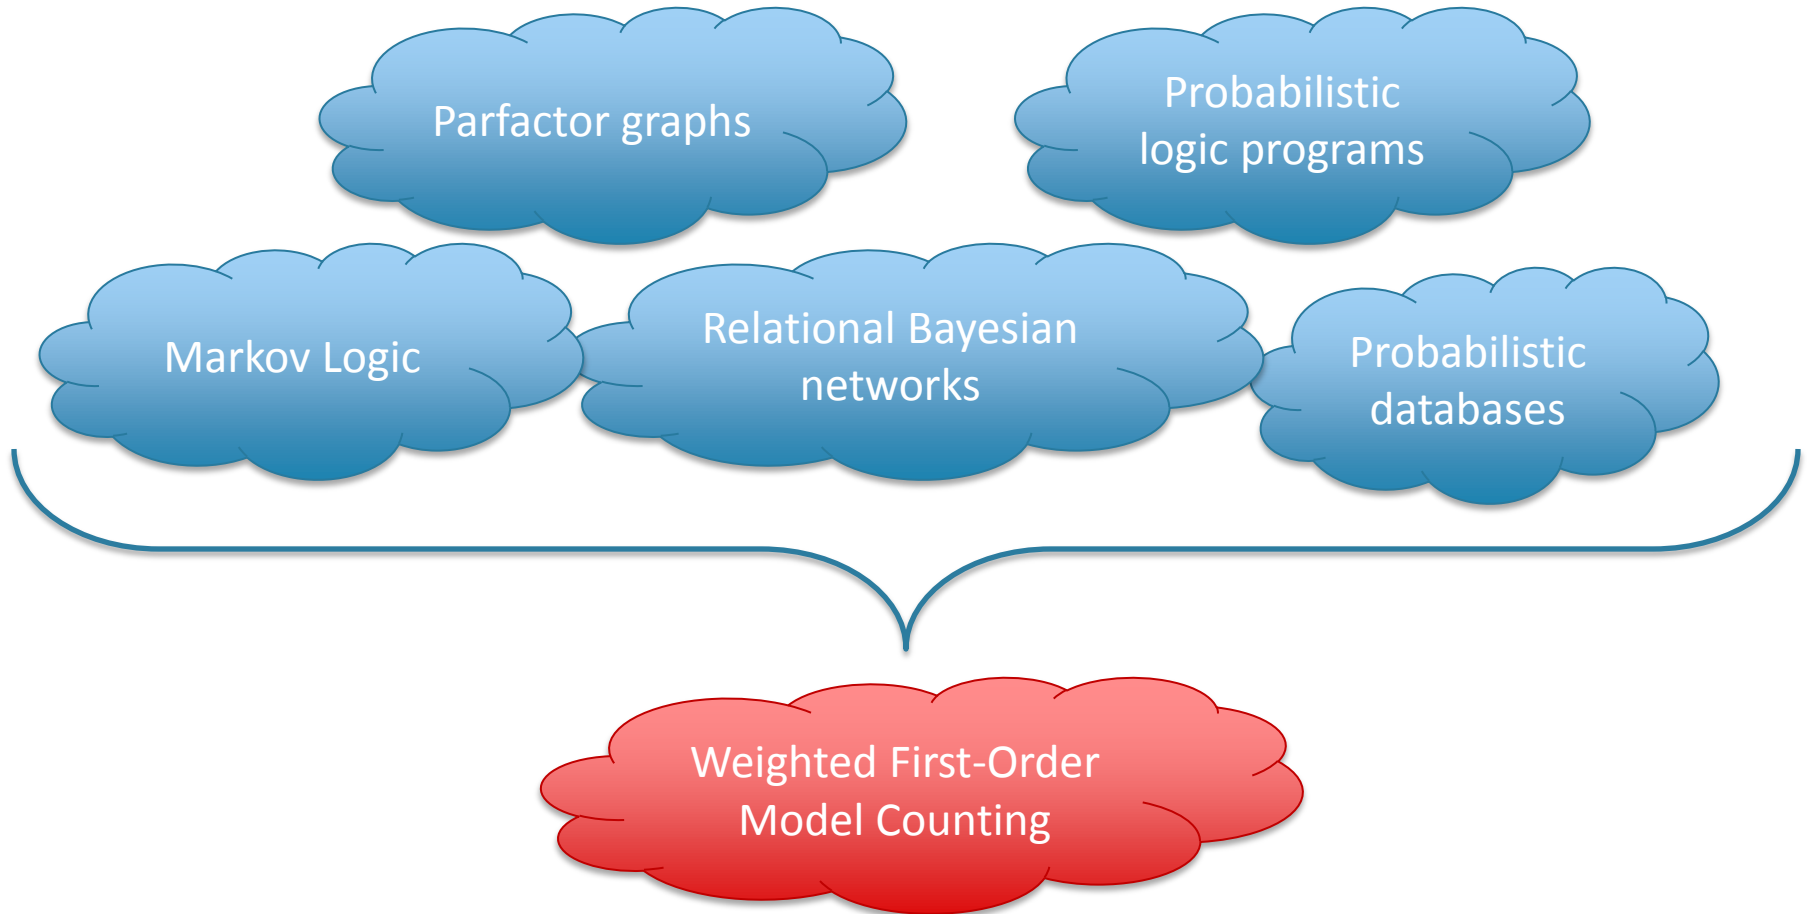 Parfactor graphs
Probabilistic
logic programs
Markov Logic
Relational Bayesian
networks
Probabilistic
databases
Weighted First-Order
Model Counting